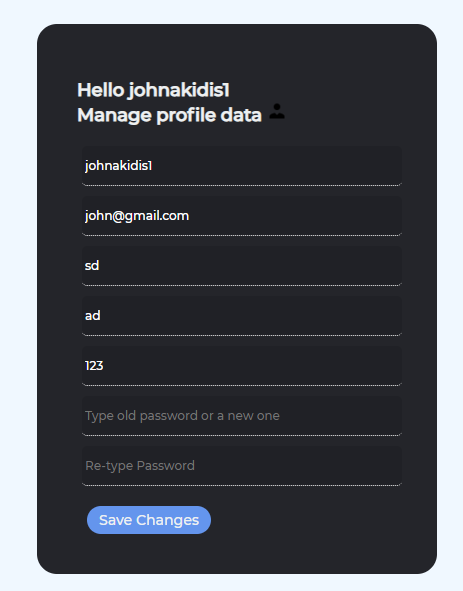 Hello johnakidis1
Manage profile data
johnakidis1
john@gmail.com
sd
ad
123
Type old password or a new one
Re-type Password
Save Changes